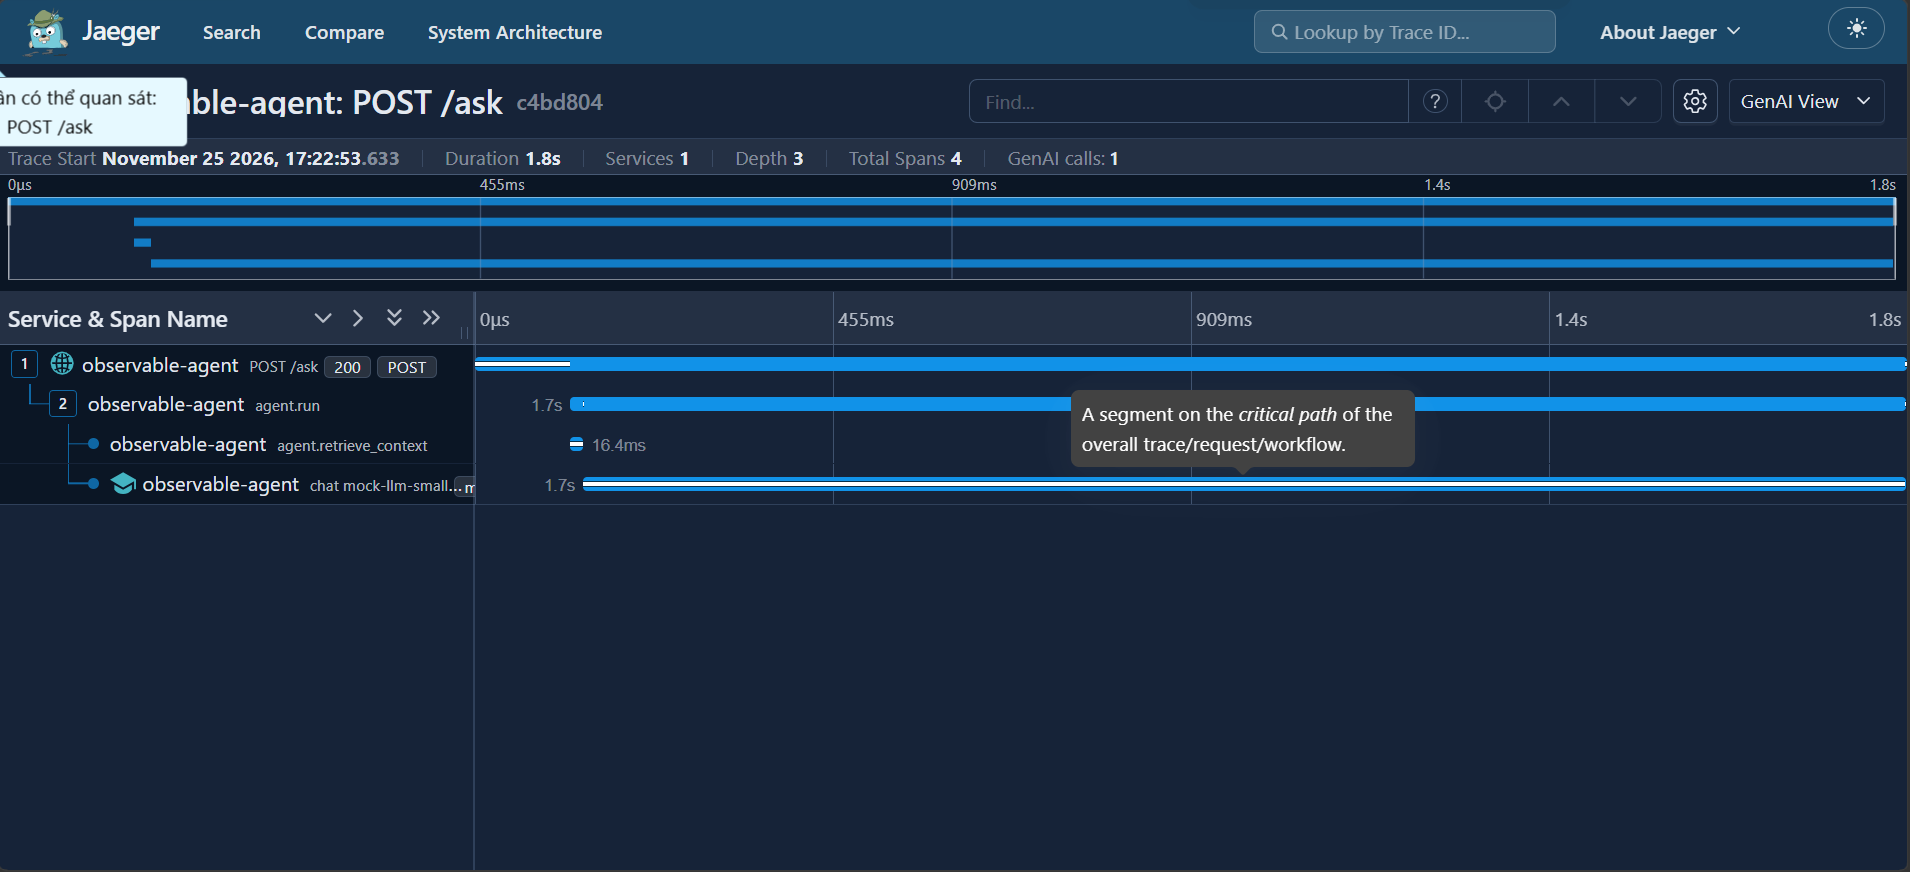 Jaeger
Search
Compare
System Architecture
Lookup by Trace ID...
About Jaeger
có thể quan sát:
POST /ask
ble-agent: POST /ask c4bd804
Find...
?
GenAI View
Trace Start November 25 2026, 17:22:53.633
Duration 1.8s
Services 1
Depth 3
Total Spans 4
GenAI calls: 1
0μs 455ms 909ms 1.4s 1.8s
Service & Span Name
0μs 455ms 909ms 1.4s 1.8s
1 observable-agent POST /ask 200 POST
2 observable-agent agent.run
1.7s
A segment on the critical path of the
overall trace/request/workflow.
observable-agent agent.retrieve_context
16.4ms
observable-agent chat mock-llm-small... m
1.7s